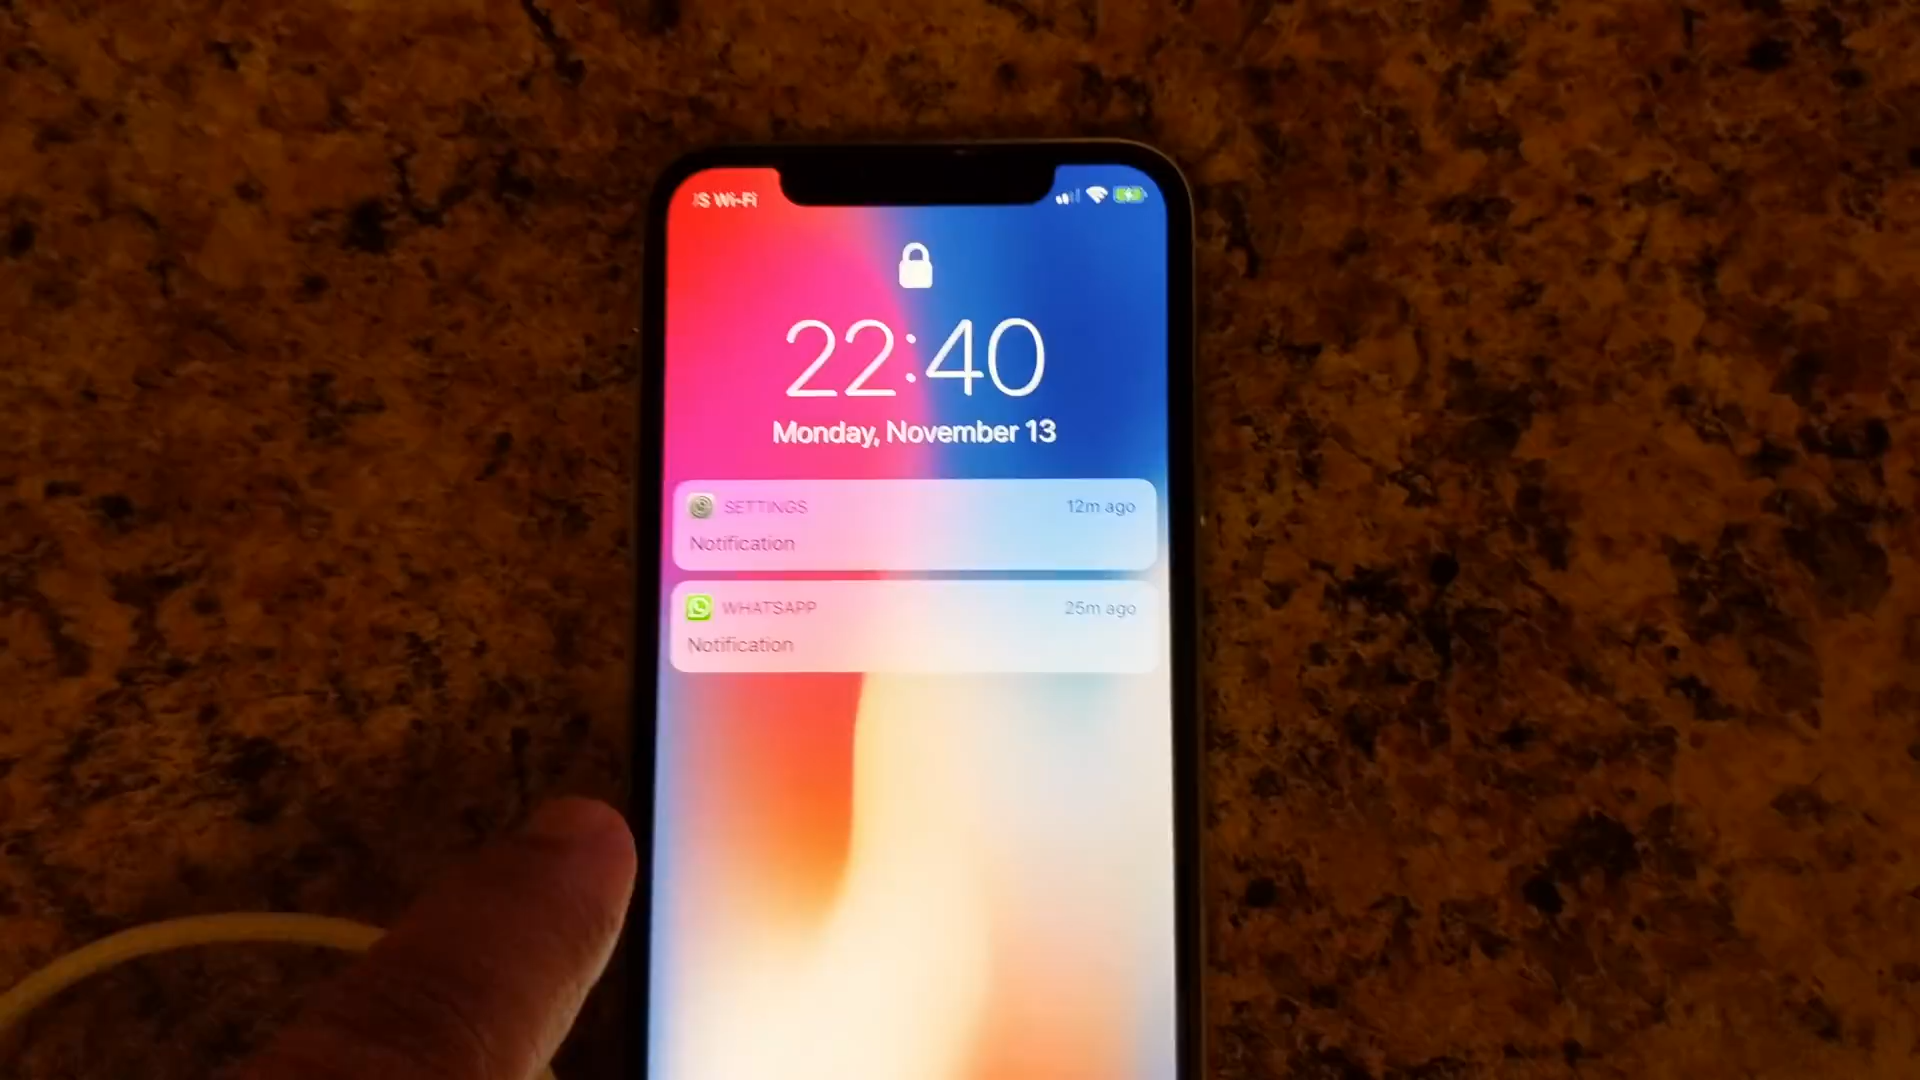 S Wi-Fi
22:40
Monday, November 13
SETTINGS 12m ago
Notification
WHATSAPP 25m ago
Notification